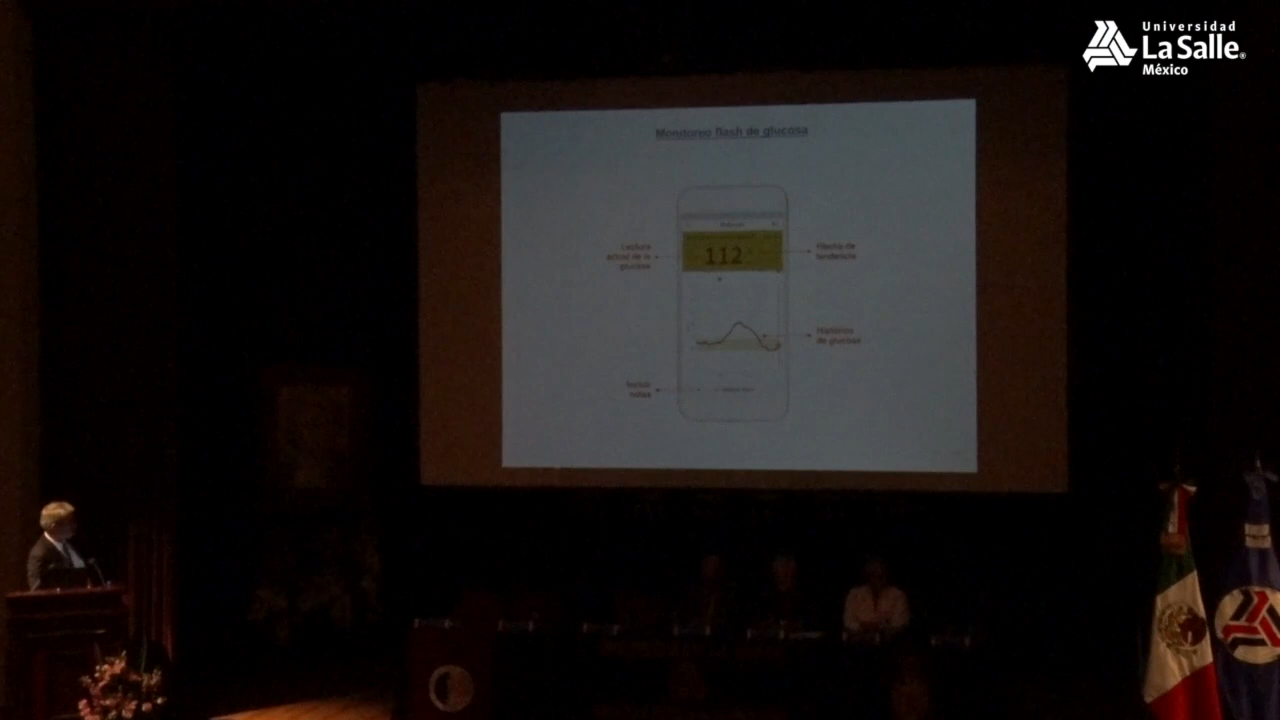 Universidad
La Salle®
México
Monitoreo flash de glucosa
Lectura
actual de la
glucosa
112
Flecha de
tendencia
Histórico
de glucosa
Incluir
notas